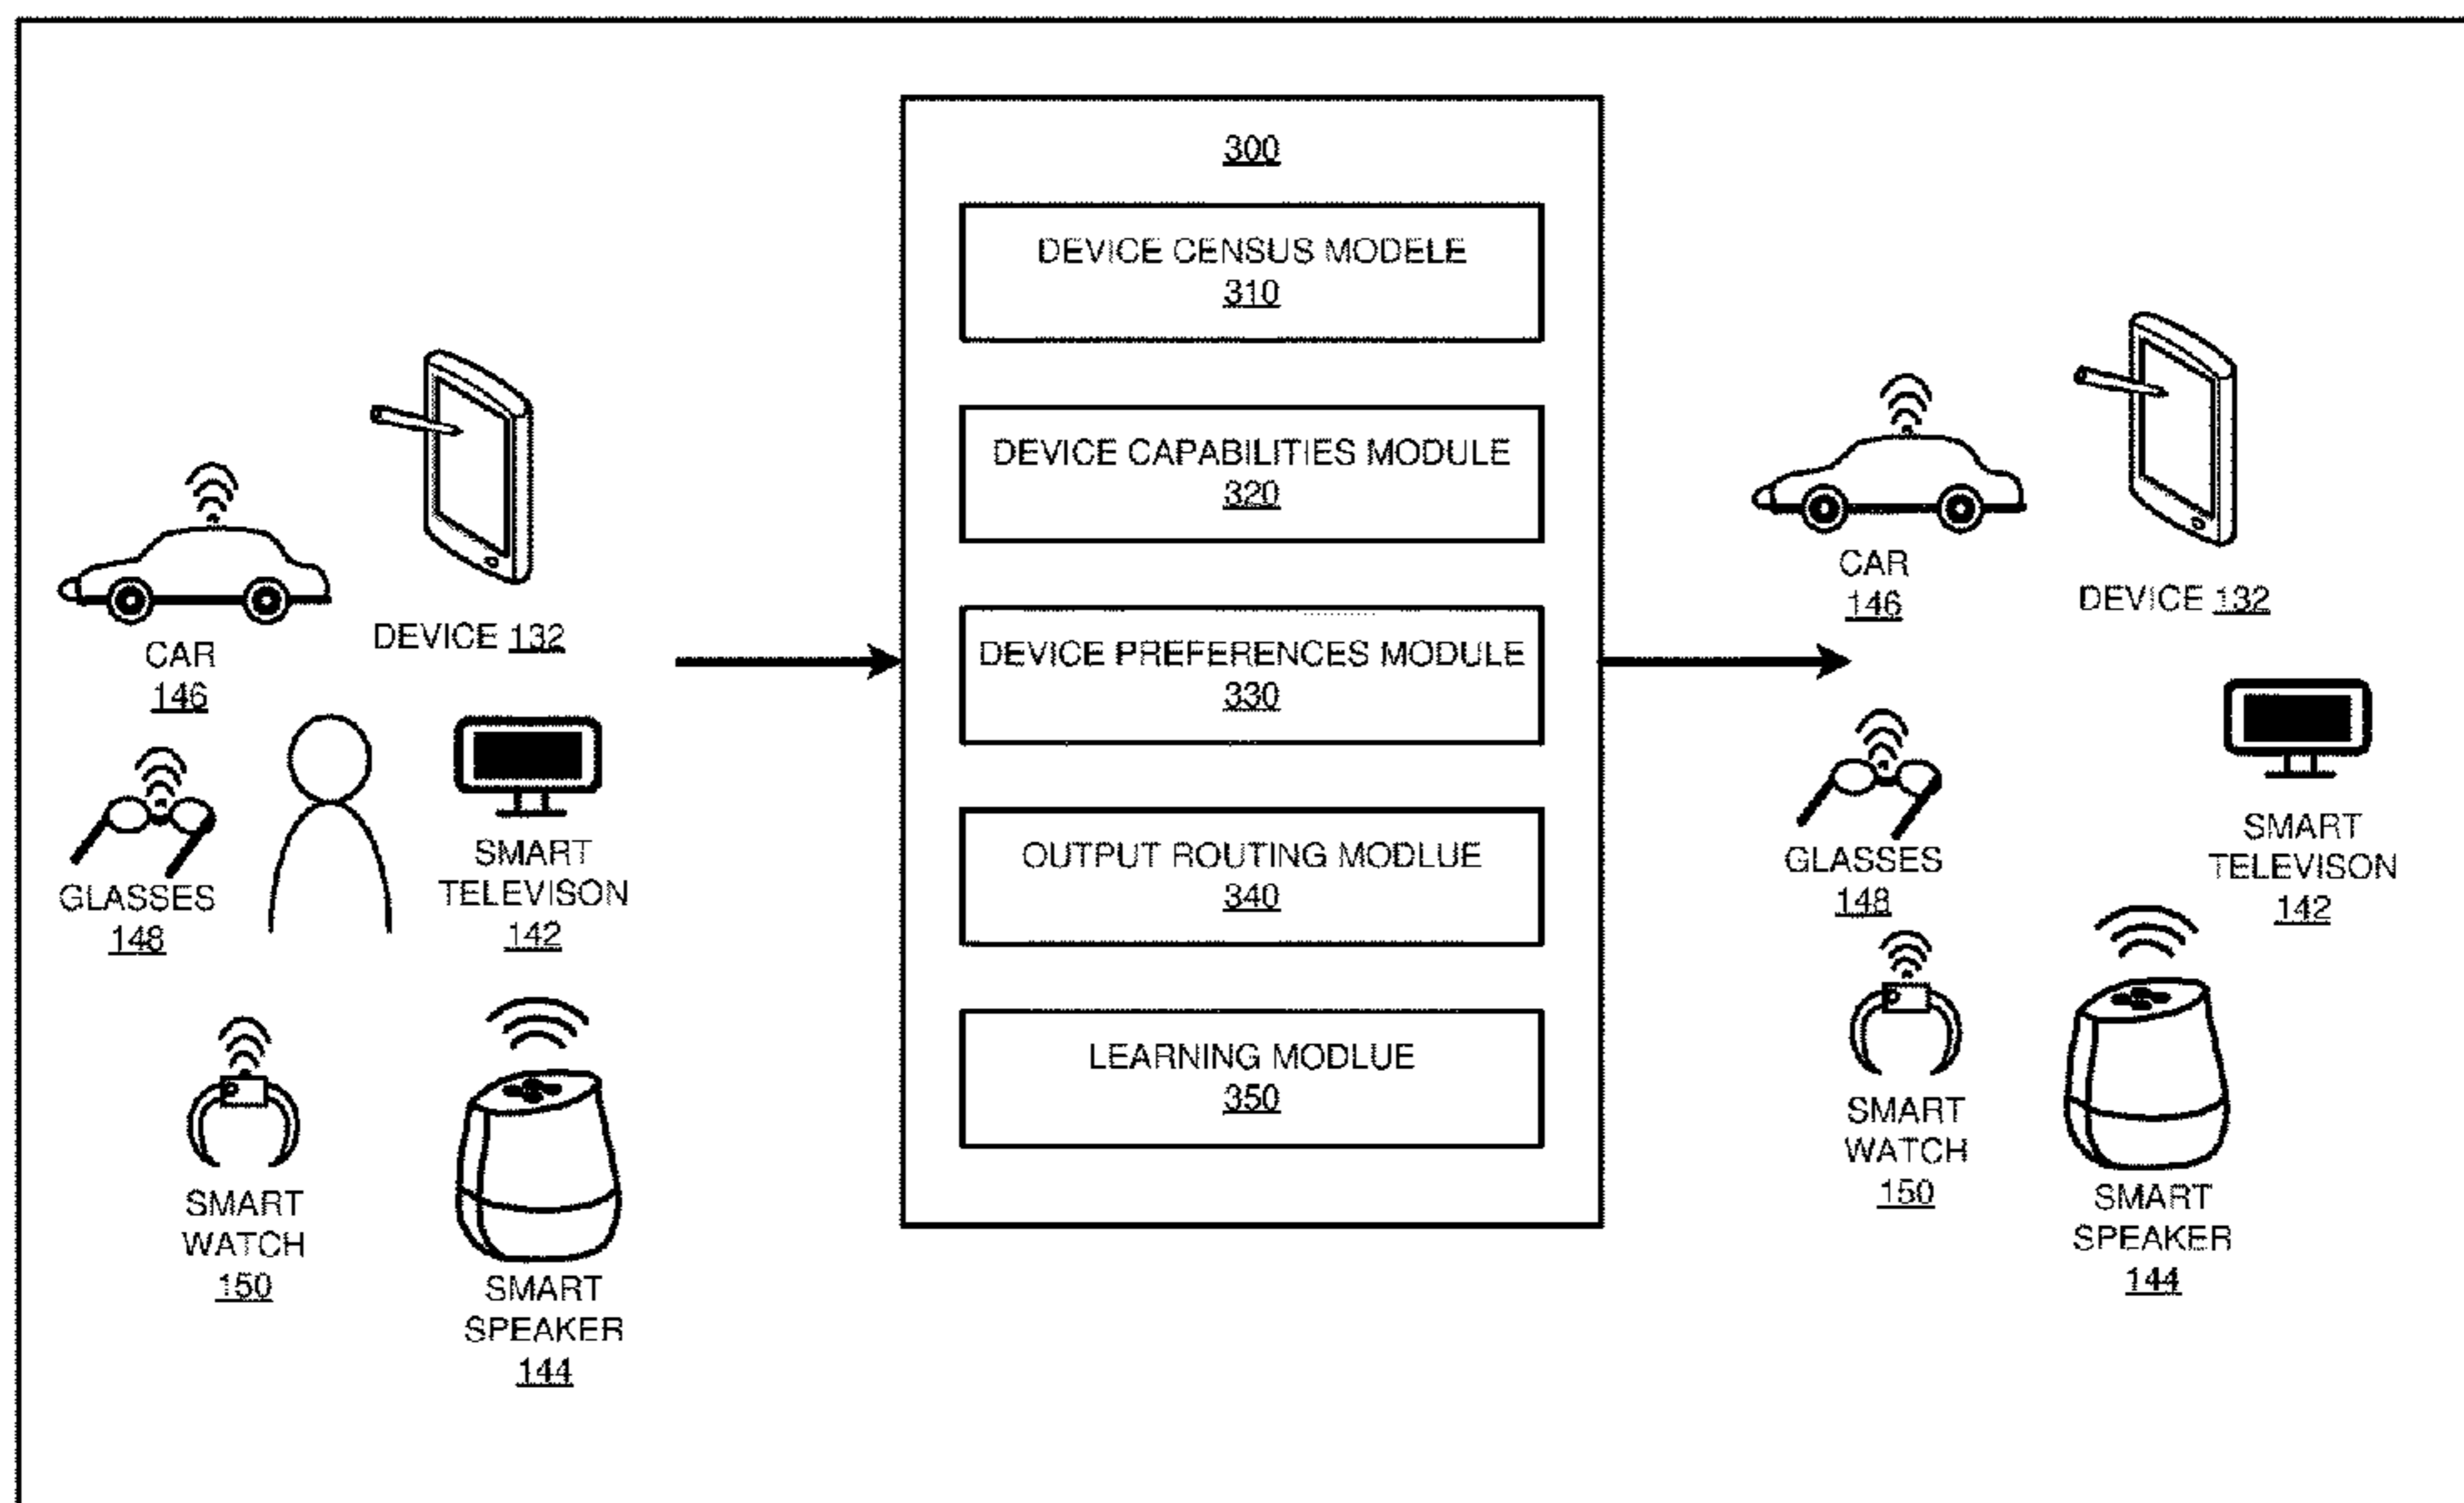 300
DEVICE CENSUS MODELE
310
DEVICE CAPABILITIES MODULE
320
DEVICE PREFERENCES MODULE
330
OUTPUT ROUTING MODLUE
340
LEARNING MODLUE
350
DEVICE 132
CAR
146
SMART
TELEVISON
142
GLASSES
148
SMART
WATCH
150
SMART
SPEAKER
144
CAR
146
DEVICE 132
SMART
TELEVISON
142
GLASSES
148
SMART
WATCH
150
SMART
SPEAKER
144